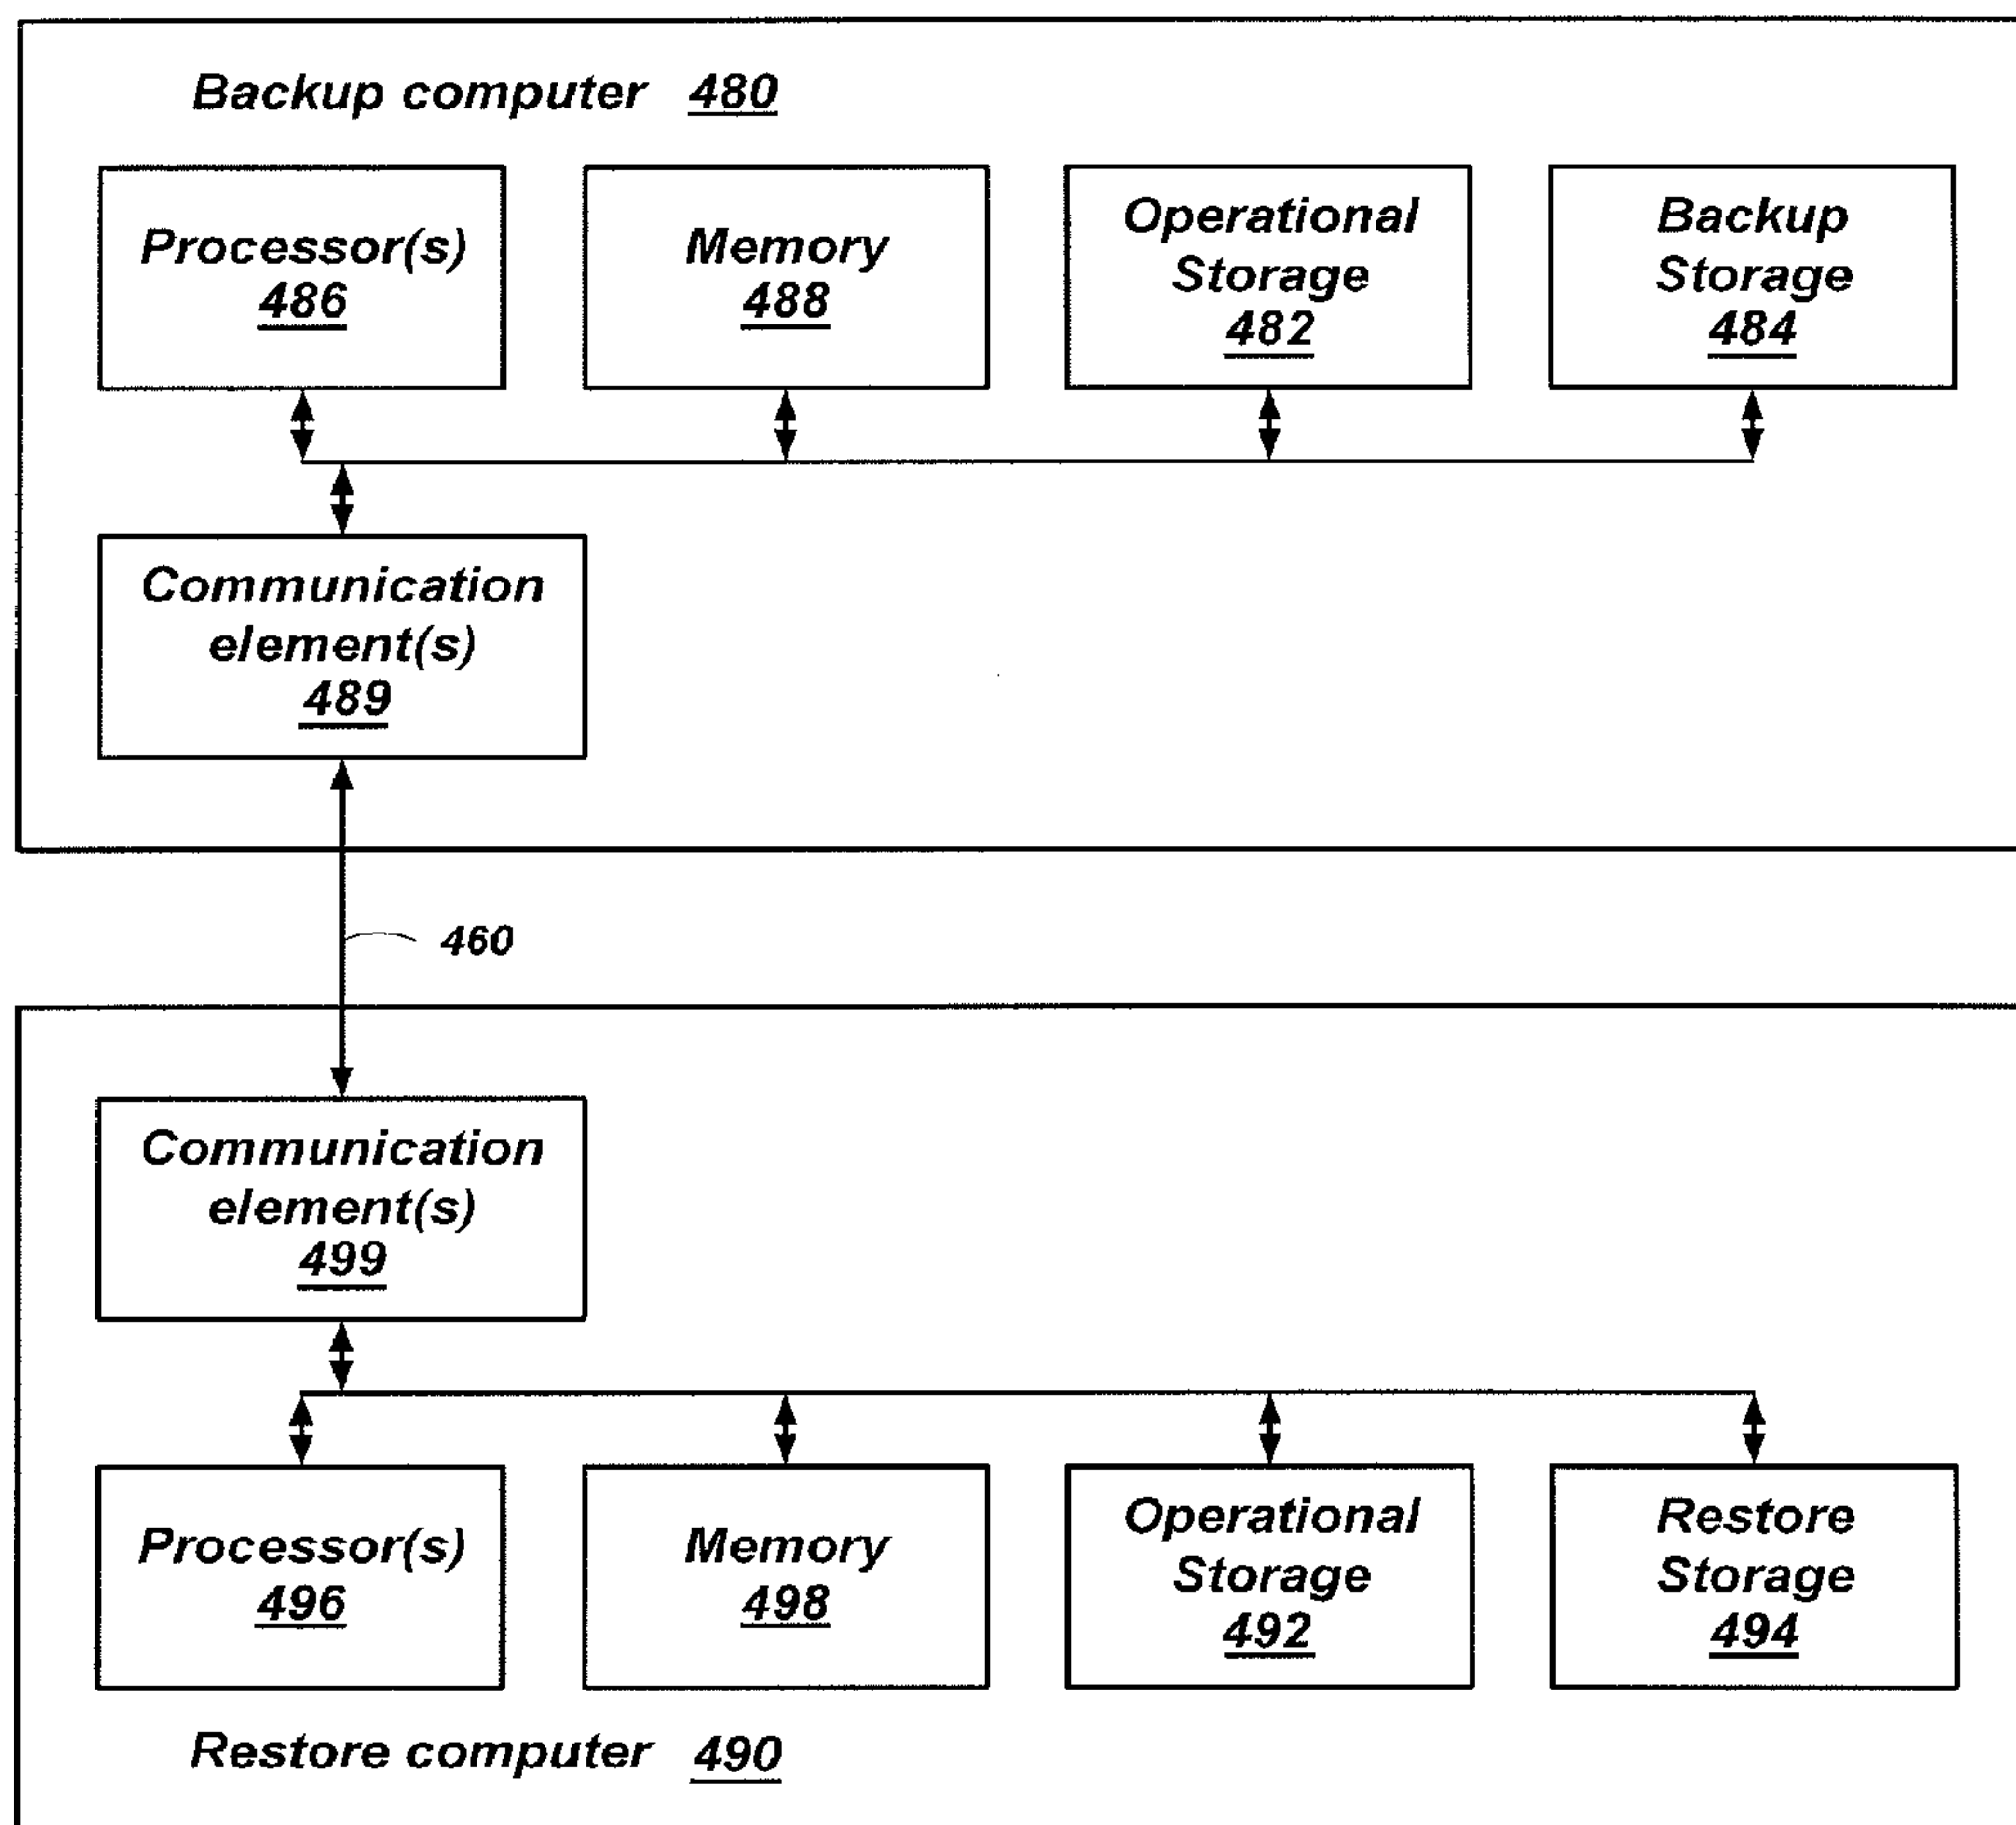 Backup computer 480
Processor(s)
486
Memory
488
Operational
Storage
482
Backup
Storage
484
Communication
element(s)
489
460
Communication
element(s)
499
Processor(s)
496
Memory
498
Operational
Storage
492
Restore
Storage
494
Restore computer 490